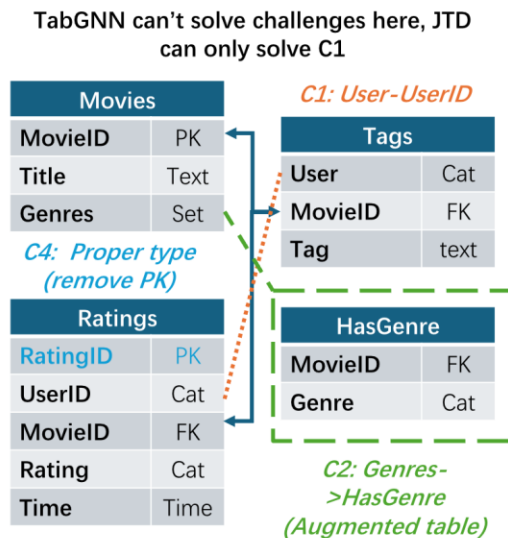 TabGNN can't solve challenges here, JTD
can only solve C1
Movies
MovieID PK
Title Text
Genres Set
C4: Proper type
(remove PK)
Ratings
RatingID PK
UserID Cat
MovieID FK
Rating Cat
Time Time
C1: User-UserID
Tags
User Cat
MovieID FK
Tag text
HasGenre
MovieID FK
Genre Cat
C2: Genres-
>HasGenre
(Augmented table)